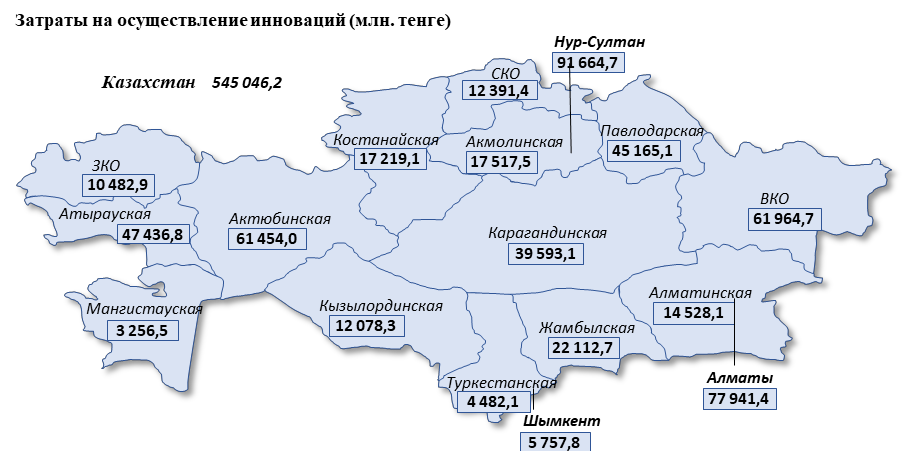 Затраты на осуществление инноваций (млн. тенге)
Нур-Султан
91 664,7
Казахстан 545 046,2
СКО
12 391,4
Костанайская
17 219,1
Акмолинская
17 517,5
Павлодарская
45 165,1
ЗКО
10 482,9
Атырауская
47 436,8
Актюбинская
61 454,0
ВКО
61 964,7
Карагандинская
39 593,1
Мангистауская
3 256,5
Кызылординская
12 078,3
Алматинская
14 528,1
Жамбылская
22 112,7
Туркестанская
4 482,1
Алматы
77 941,4
Шымкент
5 757,8